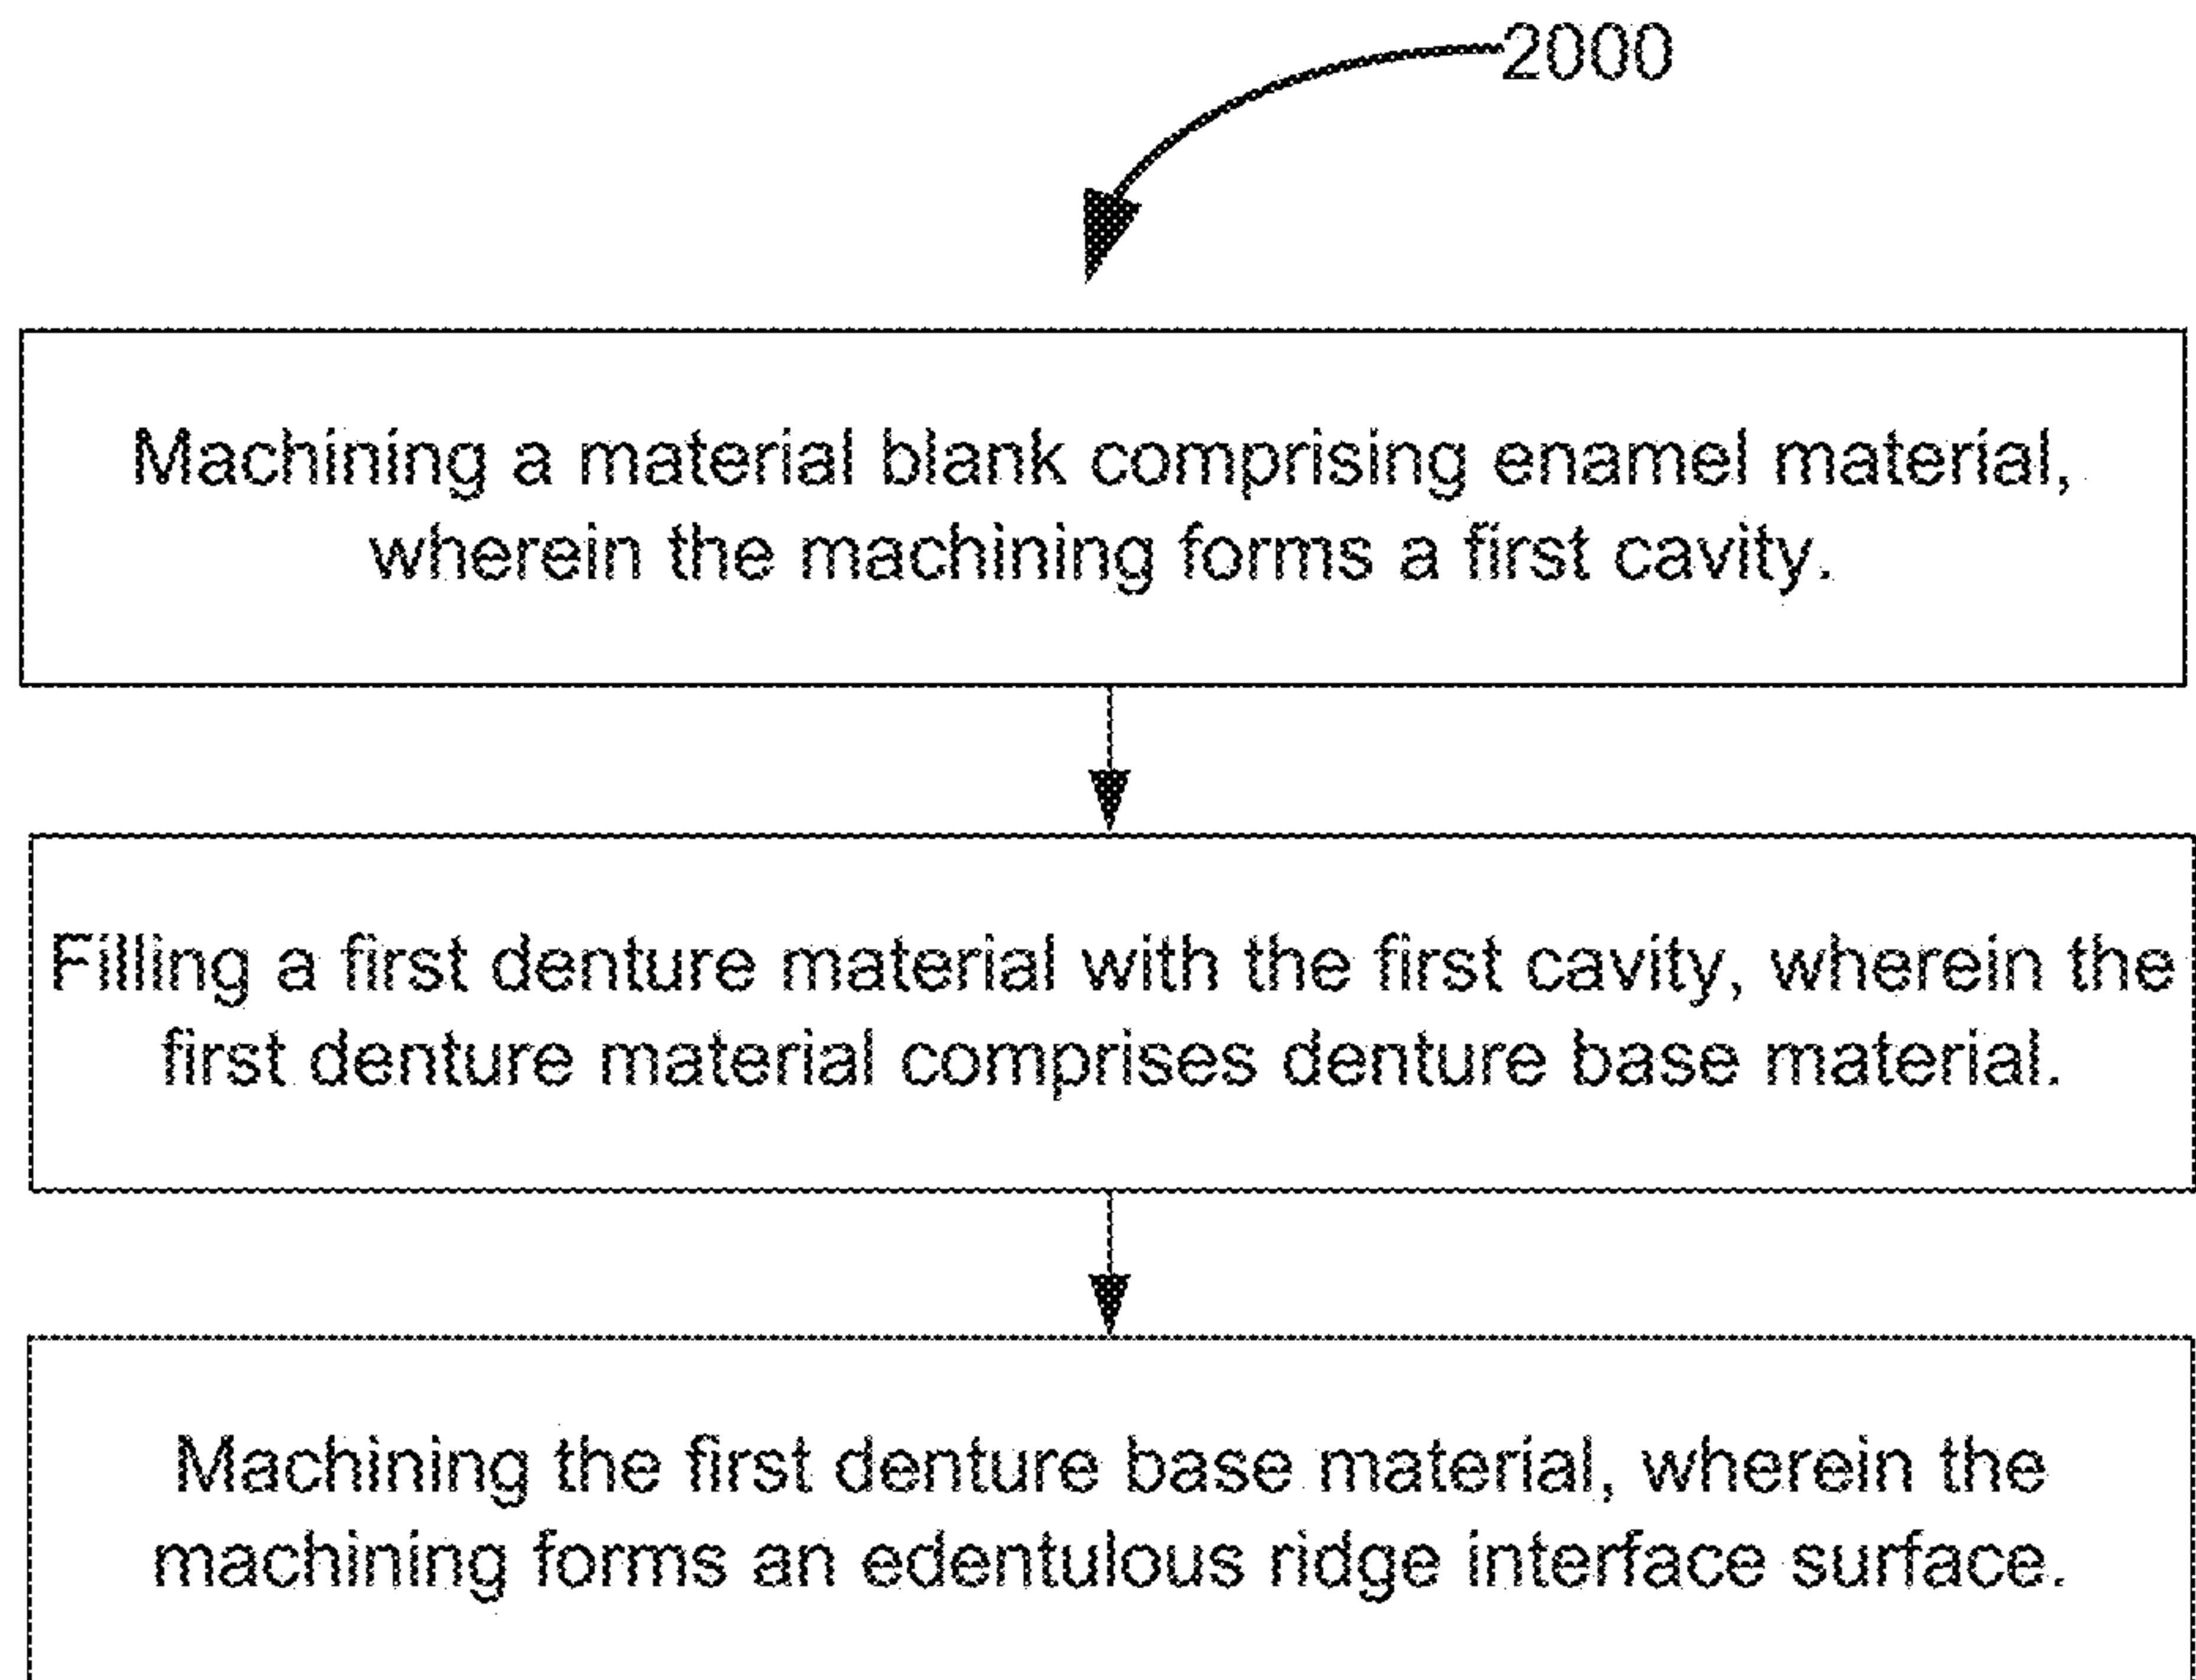 2000
Machining a material blank comprising enamel material,
wherein the machining forms a first cavity.
Filling a first denture material with the first cavity, wherein the
first denture material comprises denture base material.
Machining the first denture base material, wherein the
machining forms an edentulous ridge interface surface.